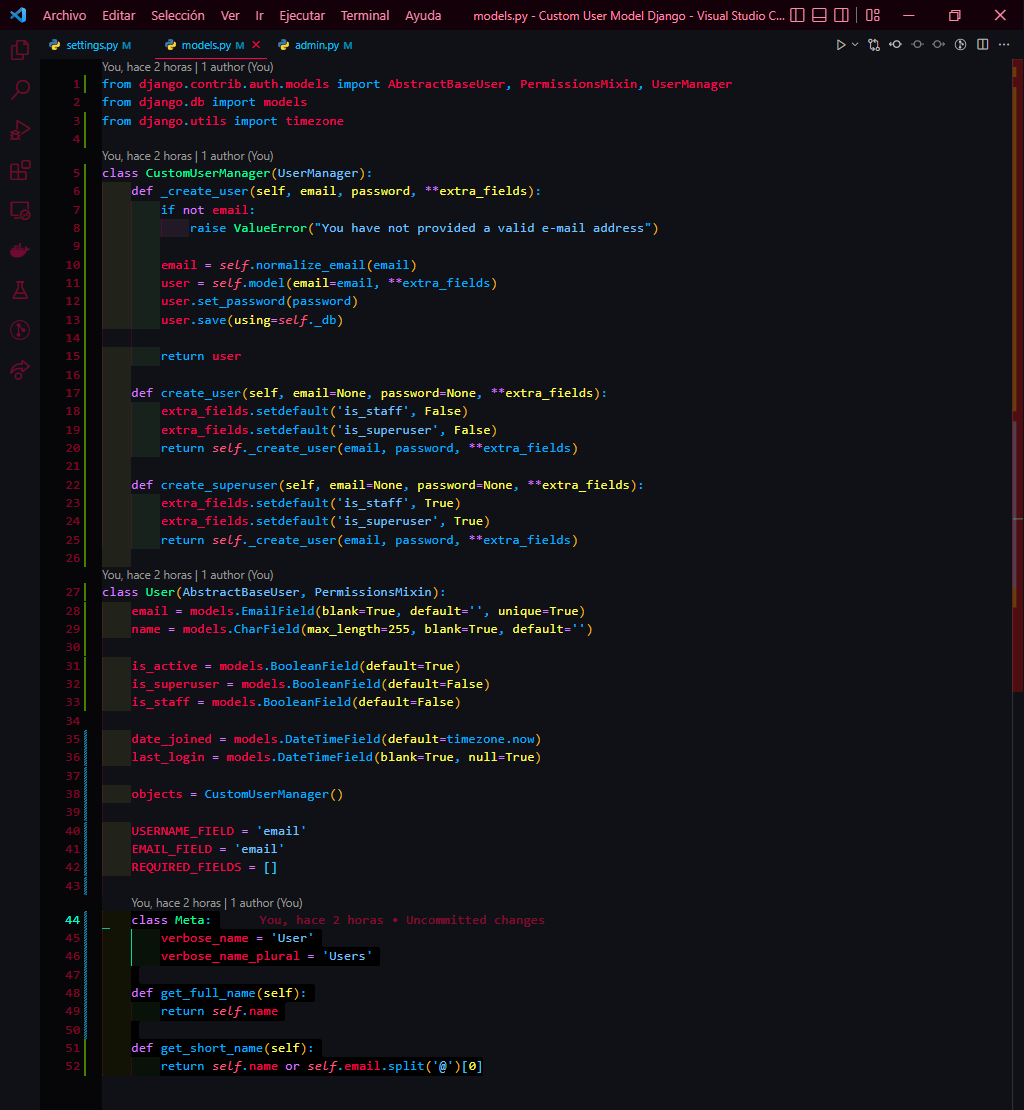 Archivo Editar Selección Ver Ir Ejecutar Terminal Ayuda models.py - Custom User Model Django - Visual Studio C...
settings.py M models.py M admin.py M
You, hace 2 horas | 1 author (You)
1 from django.contrib.auth.models import AbstractBaseUser, PermissionsMixin, UserManager
2 from django.db import models
3 from django.utils import timezone
4
You, hace 2 horas | 1 author (You)
5 class CustomUserManager(UserManager):
6 def _create_user(self, email, password, **extra_fields):
7 if not email:
8 raise ValueError("You have not provided a valid e-mail address")
9
10 email = self.normalize_email(email)
11 user = self.model(email=email, **extra_fields)
12 user.set_password(password)
13 user.save(using=self._db)
14
15 return user
16
17 def create_user(self, email=None, password=None, **extra_fields):
18 extra_fields.setdefault('is_staff', False)
19 extra_fields.setdefault('is_superuser', False)
20 return self._create_user(email, password, **extra_fields)
21
22 def create_superuser(self, email=None, password=None, **extra_fields):
23 extra_fields.setdefault('is_staff', True)
24 extra_fields.setdefault('is_superuser', True)
25 return self._create_user(email, password, **extra_fields)
26
You, hace 2 horas | 1 author (You)
27 class User(AbstractBaseUser, PermissionsMixin):
28 email = models.EmailField(blank=True, default='', unique=True)
29 name = models.CharField(max_length=255, blank=True, default='')
30
31 is_active = models.BooleanField(default=True)
32 is_superuser = models.BooleanField(default=False)
33 is_staff = models.BooleanField(default=False)
34
35 date_joined = models.DateTimeField(default=timezone.now)
36 last_login = models.DateTimeField(blank=True, null=True)
37
38 objects = CustomUserManager()
39
40 USERNAME_FIELD = 'email'
41 EMAIL_FIELD = 'email'
42 REQUIRED_FIELDS = []
43
You, hace 2 horas | 1 author (You)
44 class Meta: You, hace 2 horas • Uncommitted changes
45 verbose_name = 'User'
46 verbose_name_plural = 'Users'
47
48 def get_full_name(self):
49 return self.name
50
51 def get_short_name(self):
52 return self.name or self.email.split('@')[0]